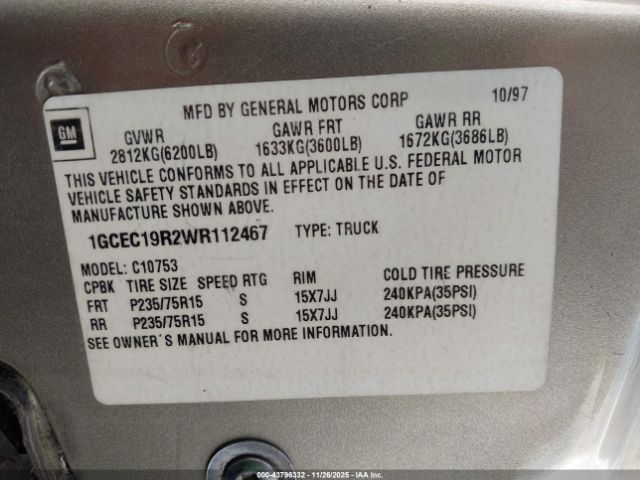 MFD BY GENERAL MOTORS CORP 10/97
GM
GVWR GAWR FRT GAWR RR
2812KG(6200LB) 1633KG(3600LB) 1672KG(3686LB)
THIS VEHICLE CONFORMS TO ALL APPLICABLE U.S. FEDERAL MOTOR
VEHICLE SAFETY STANDARDS IN EFFECT ON THE DATE OF
MANUFACTURE SHOWN ABOVE.
1GCEC19R2WR112467 TYPE: TRUCK
MODEL: C10753
CPBK TIRE SIZE SPEED RTG RIM COLD TIRE PRESSURE
FRT P235/75R15 S 15X7JJ 240KPA(35PSI)
RR P235/75R15 S 15X7JJ 240KPA(35PSI)
SEE OWNER'S MANUAL FOR MORE INFORMATION.
000-43796332 - 11/26/2025 - IAAI.COM